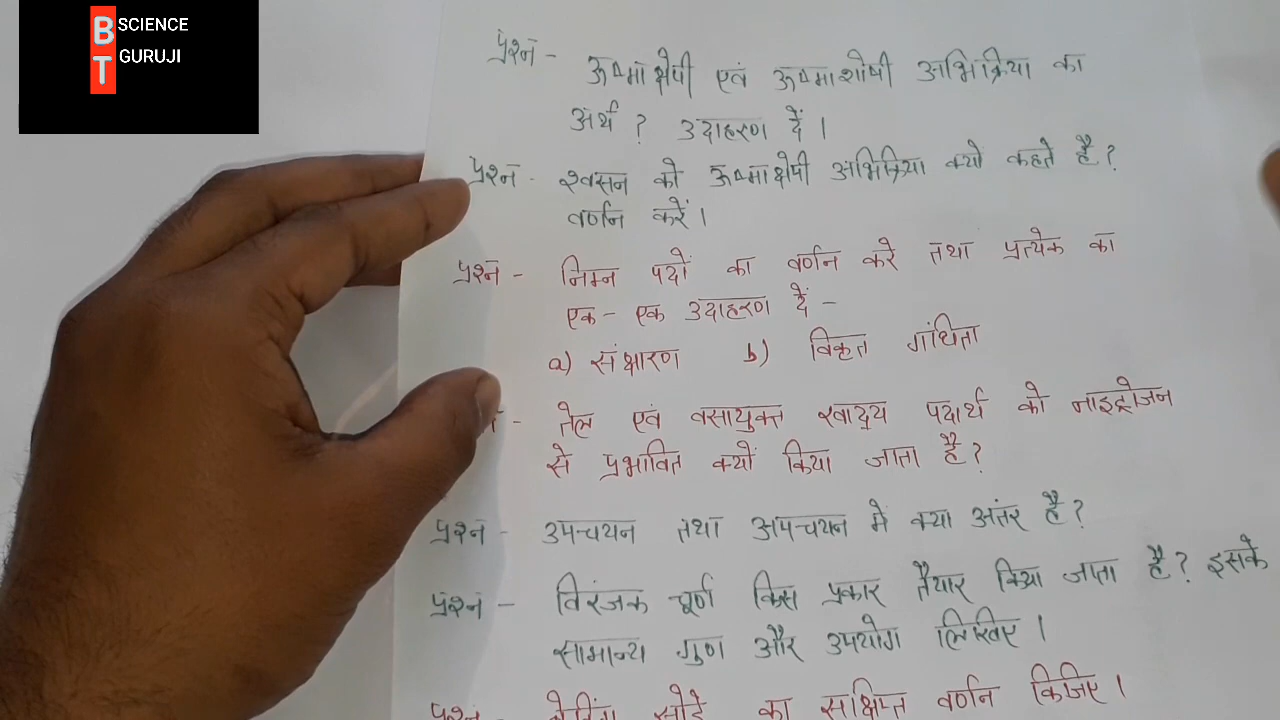 BT SCIENCE GURUJI
प्रश्न - ऊष्माक्षेपी एवं ऊष्माशोषी अभिक्रिया का
अर्थ ? उदाहरण दें ।
प्रश्न - श्वसन को ऊष्माक्षेपी अभिक्रिया क्यो कहते है ?
वर्णन करें ।
प्रश्न - निम्न पदों का वर्णन करे तथा प्रत्येक का
एक - एक उदाहरण दें -
a) संक्षारण b) विकृत गंधिता
- तेल एवं वसायुक्त खाद्य पदार्थ को नाइट्रोजन
से प्रभावित क्यों किया जाता है ?
प्रश्न - उपचयन तथा अपचयन मे क्या अंतर है ?
प्रश्न - विरंजक चूर्ण किस प्रकार तैयार किया जाता है ? इसके
सामान्य गुण और उपयोग लिखिए ।
प्रश्न - बेकिंग सोडे का संक्षिप्त वर्णन किजिए ।